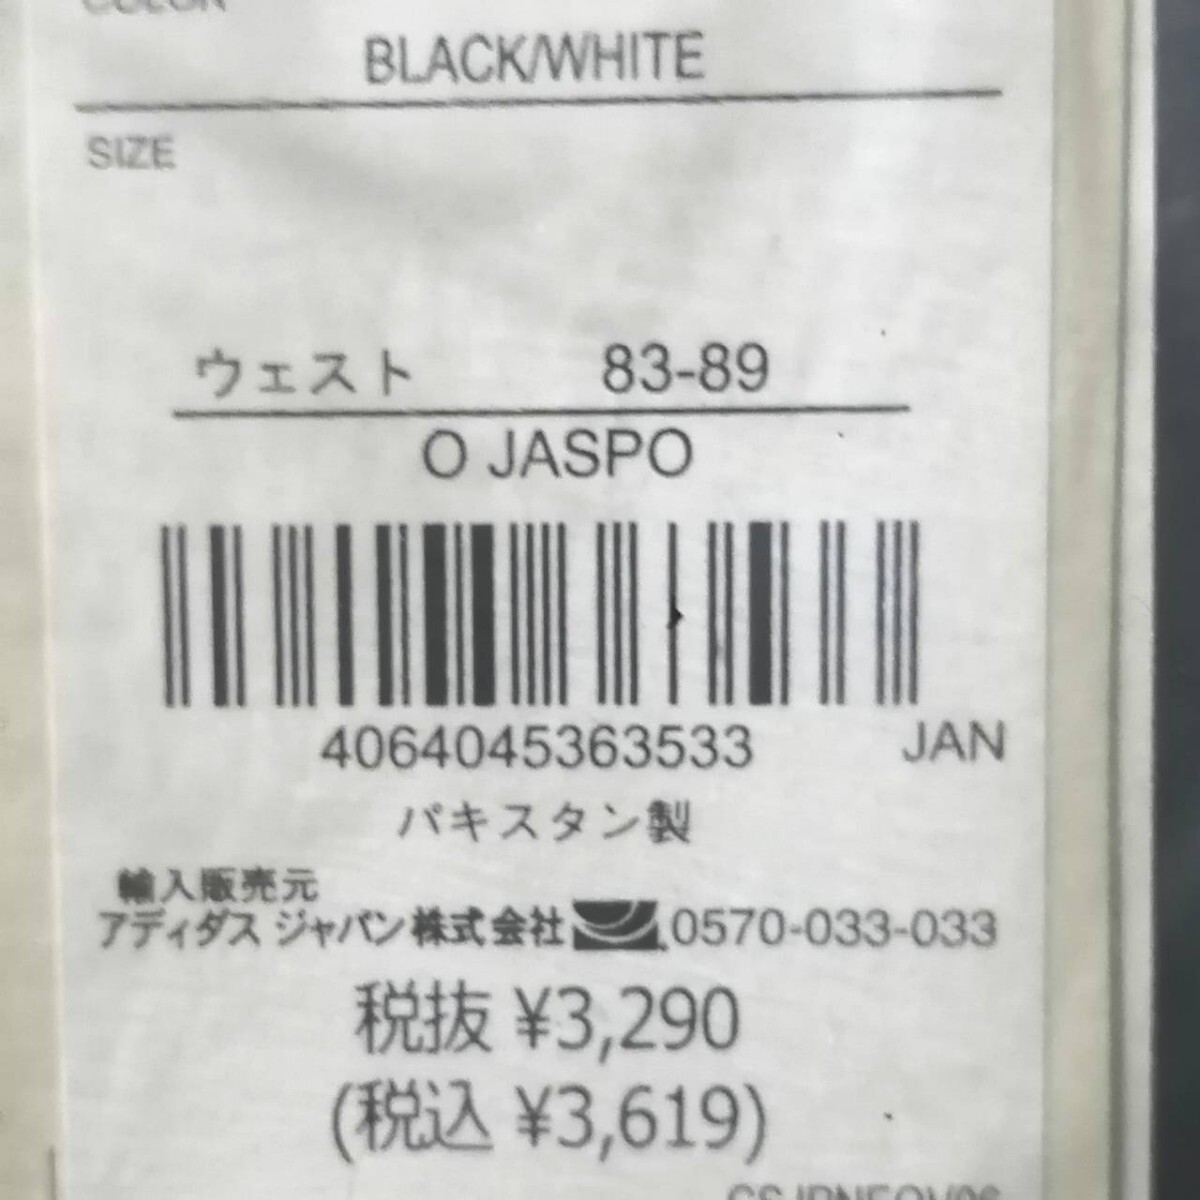 COLOR
BLACK/WHITE
SIZE
ウェスト 83-89
O JASPO
4064045363533 JAN
パキスタン製
輸入販売元
アディダス ジャパン株式会社 0570-033-033
税抜 ¥3,290
(税込 ¥3,619)